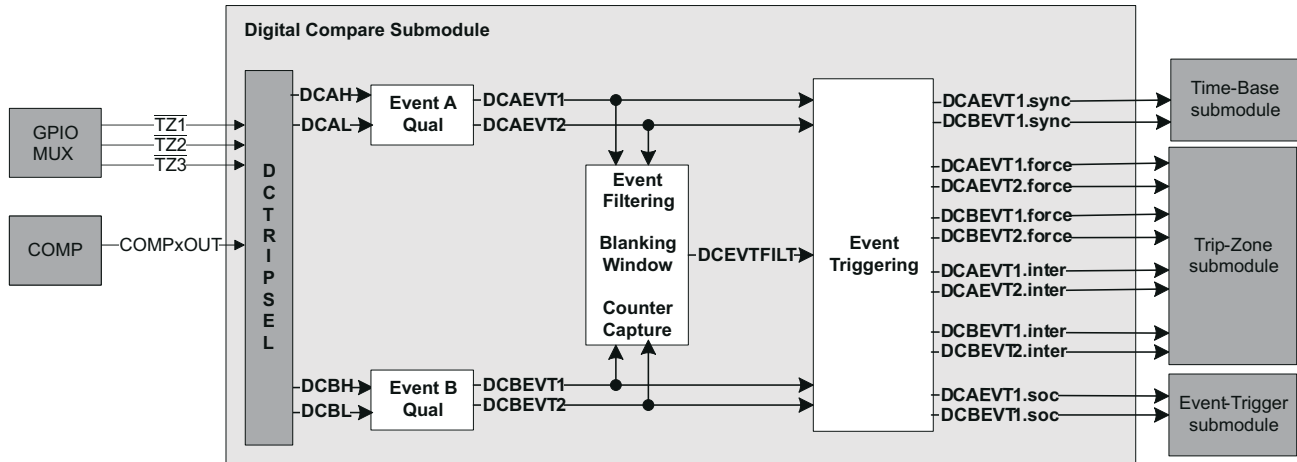 Digital Compare Submodule
GPIO
MUX
TZ1
TZ2
TZ3
COMP
COMPxOUT
D
C
T
R
I
P
S
E
L
DCAH
DCAL
Event A
Qual
DCAEVT1
DCAEVT2
DCBH
DCBL
Event B
Qual
DCBEVT1
DCBEVT2
Event
Filtering
Blanking
Window
Counter
Capture
DCEVTFILT
Event
Triggering
DCAEVT1.sync
DCBEVT1.sync
DCAEVT1.force
DCAEVT2.force
DCBEVT1.force
DCBEVT2.force
DCAEVT1.inter
DCAEVT2.inter
DCBEVT1.inter
DCBEVT2.inter
DCAEVT1.soc
DCBEVT1.soc
Time-Base
submodule
Trip-Zone
submodule
Event-Trigger
submodule